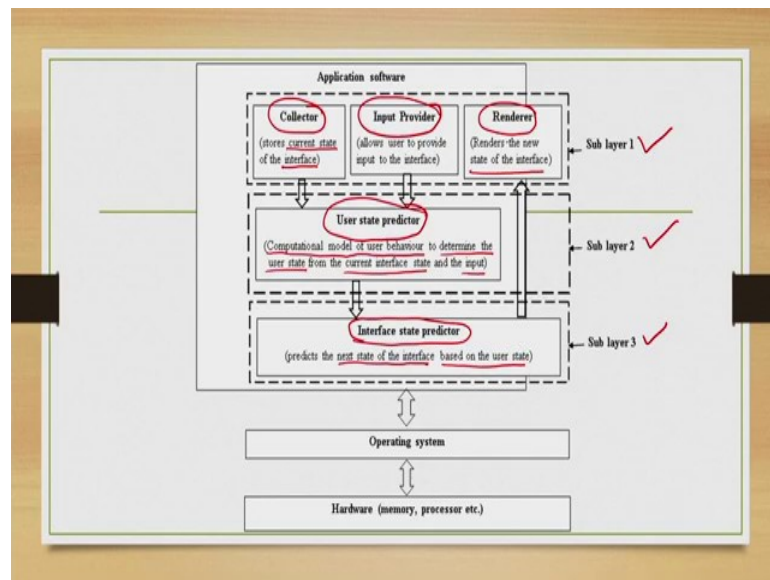 Application software
Collector
(stores current state
of the interface)
Input Provider
(allows user to provide
input to the interface)
Renderer
(Renders the new
state of the interface)
Sub layer 1
User state predictor
(Computational model of user behaviour to determine the
user state from the current interface state and the input)
Sub layer 2
Interface state predictor
(predicts the next state of the interface based on the user state)
Sub layer 3
Operating system
Hardware (memory, processor etc.)